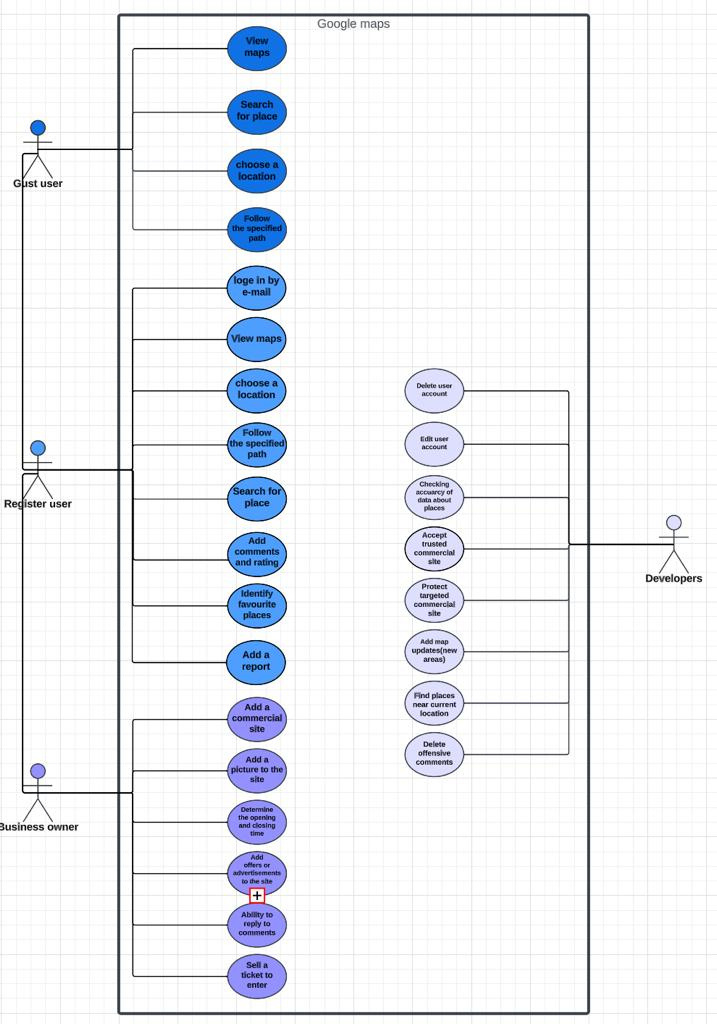 Google maps
View
maps
Search
for place
choose a
location
Follow
the specified
path
Gust user
loge in by
e-mail
View maps
choose a
location
Follow
the specified
path
Search for
place
Add
comments
and rating
Identify
favourite
places
Add a
report
Register user
Add a
commercial
site
Add a
picture to the
site
Determine
the opening
and closing
time
Add
offers or
advertisements
to the site
Ability to
reply to
comments
Sell a
ticket to
enter
Business owner
Delete user
account
Edit user
account
Checking
accuarcy of
data about
places
Accept
trusted
commercial
site
Protect
targeted
commercial
site
Add map
updates(new
areas)
Find places
near current
location
Delete
offensive
comments
Developers